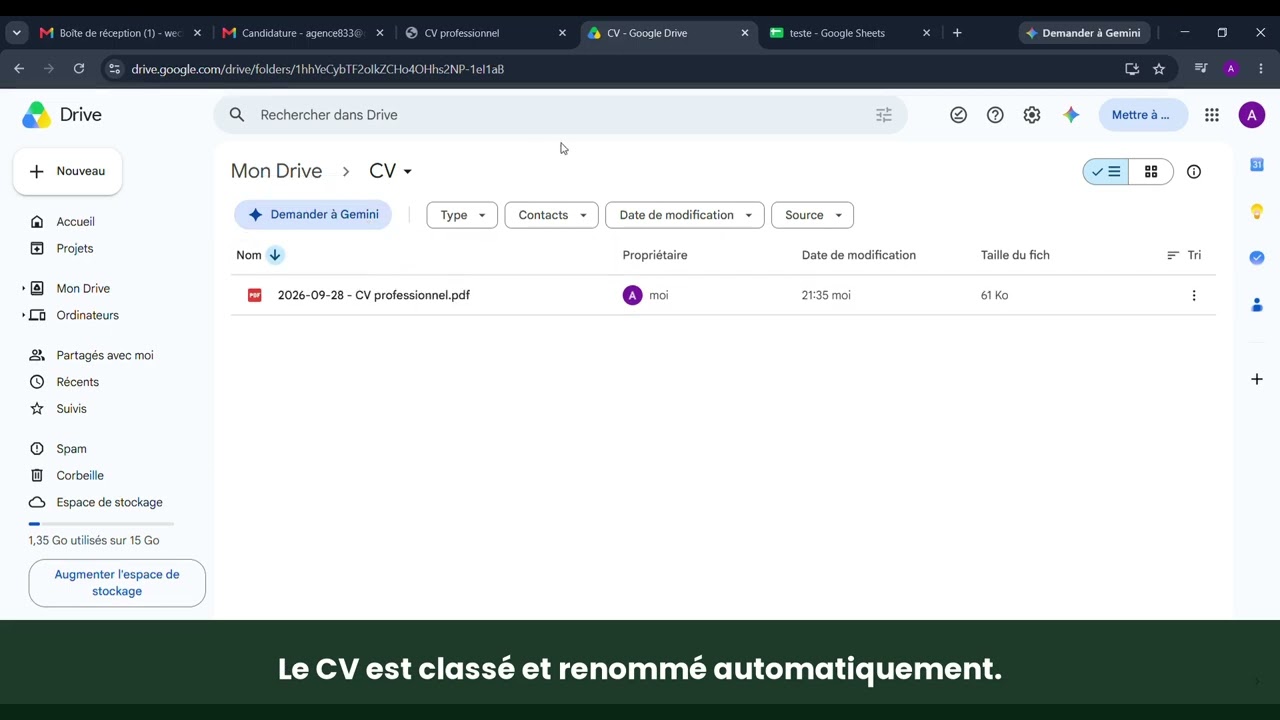 Boîte de réception (1) - wec
Candidature - agence833@
CV professionnel
CV - Google Drive
teste - Google Sheets
Demander à Gemini
drive.google.com/drive/folders/1hhYeCybTF2olkZCHo4OHhs2NP-1eI1aB
A
Drive
Rechercher dans Drive
Mettre à ...
A
Nouveau
Mon Drive
CV
31
Demander à Gemini
Type
Contacts
Date de modification
Source
Accueil
Projets
Nom
Propriétaire
Date de modification
Taille du fich
Tri
Mon Drive
PDF
2026-09-28 - CV professionnel.pdf
A
moi
21:35 moi
61 Ko
Ordinateurs
Partagés avec moi
Récents
Suivis
Spam
Corbeille
Espace de stockage
1,35 Go utilisés sur 15 Go
Augmenter l'espace de
stockage
Le CV est classé et renommé automatiquement.